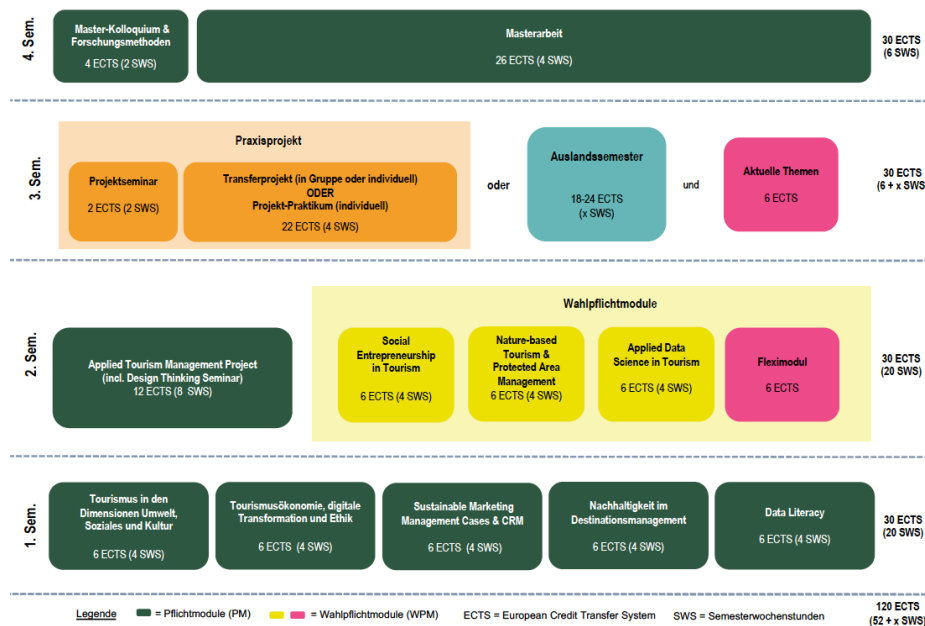 4. Sem.
Master-Kolloquium &
Forschungsmethoden
4 ECTS (2 SWS)
Masterarbeit
26 ECTS (4 SWS)
30 ECTS
(6 SWS)
3. Sem.
Praxisprojekt
Projektseminar
2 ECTS (2 SWS)
Transferprojekt (in Gruppe oder individuell)
ODER
Projekt-Praktikum (individuell)
22 ECTS (4 SWS)
oder
Auslandssemester
18-24 ECTS
(x SWS)
und
Aktuelle Themen
6 ECTS
30 ECTS
(6 + x SWS)
2. Sem.
Applied Tourism Management Project
(incl. Design Thinking Seminar)
12 ECTS (8 SWS)
Wahlpflichtmodule
Social
Entrepreneurship
in Tourism
6 ECTS (4 SWS)
Nature-based
Tourism &
Protected Area
Management
6 ECTS (4 SWS)
Applied Data
Science in Tourism
6 ECTS (4 SWS)
Fleximodul
6 ECTS
30 ECTS
(20 SWS)
1. Sem.
Tourismus in den
Dimensionen Umwelt,
Soziales und Kultur
6 ECTS (4 SWS)
Tourismusökonomie, digitale
Transformation und Ethik
6 ECTS (4 SWS)
Sustainable Marketing
Management Cases & CRM
6 ECTS (4 SWS)
Nachhaltigkeit im
Destinationsmanagement
6 ECTS (4 SWS)
Data Literacy
6 ECTS (4 SWS)
30 ECTS
(20 SWS)
Legende = Pflichtmodule (PM) = Wahlpflichtmodule (WPM) ECTS = European Credit Transfer System SWS = Semesterwochenstunden
120 ECTS
(52 + x SWS)